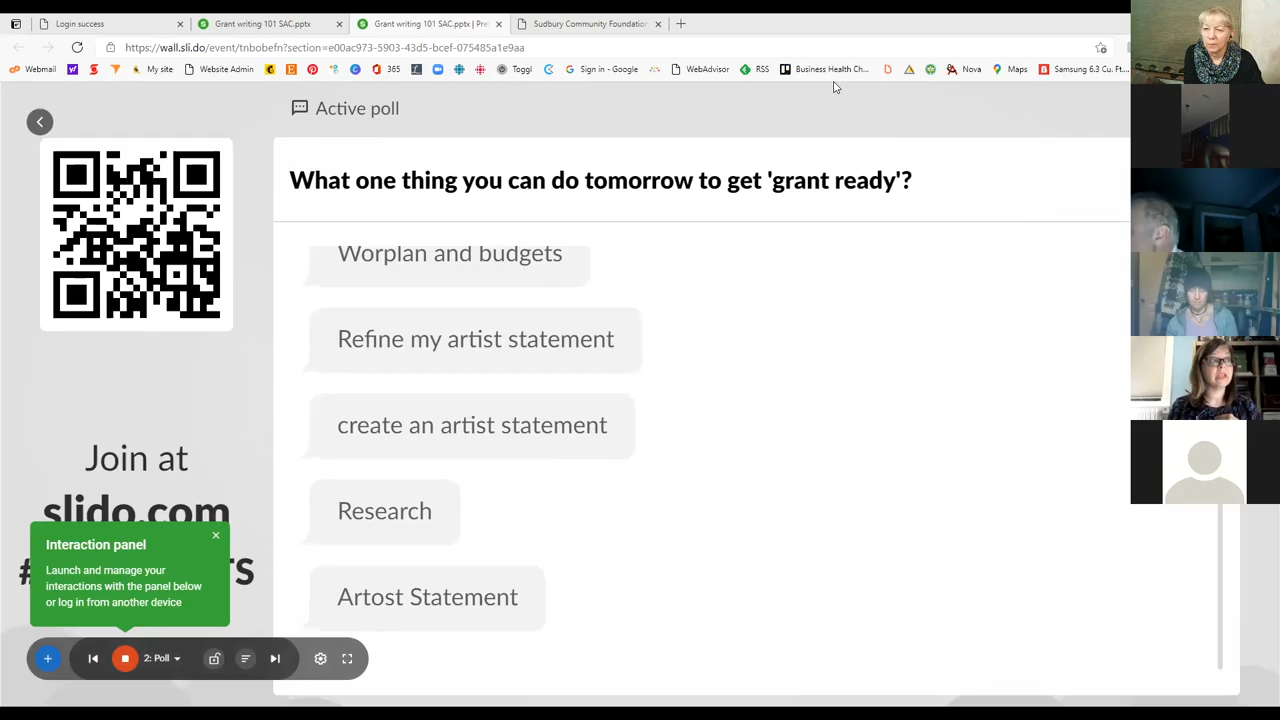 Login success
Grant writing 101 SAC.pptx
Grant writing 101 SAC.pptx | Pre
Sudbury Community Foundation
https://wall.sli.do/event/tnbobefn?section=e00ac973-5903-43d5-bcef-075485a1e9aa
Webmail
My site
Website Admin
365
Toggl
Sign in - Google
WebAdvisor
RSS
Business Health Ch...
Nova
Maps
Samsung 6.3 Cu. Ft...
Active poll
What one thing you can do tomorrow to get 'grant ready'?
Worplan and budgets
Refine my artist statement
create an artist statement
Research
Artost Statement
Join at
slido.com
#
TS
Interaction panel
Launch and manage your
interactions with the panel below
or log in from another device
2: Poll